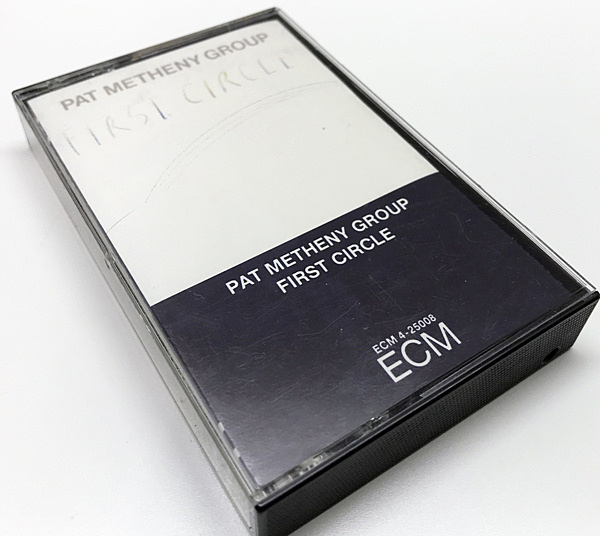 PAT METHENY GROUP
FIRST CIRCLE
PAT METHENY GROUP
FIRST CIRCLE
ECM 4-25008
ECM